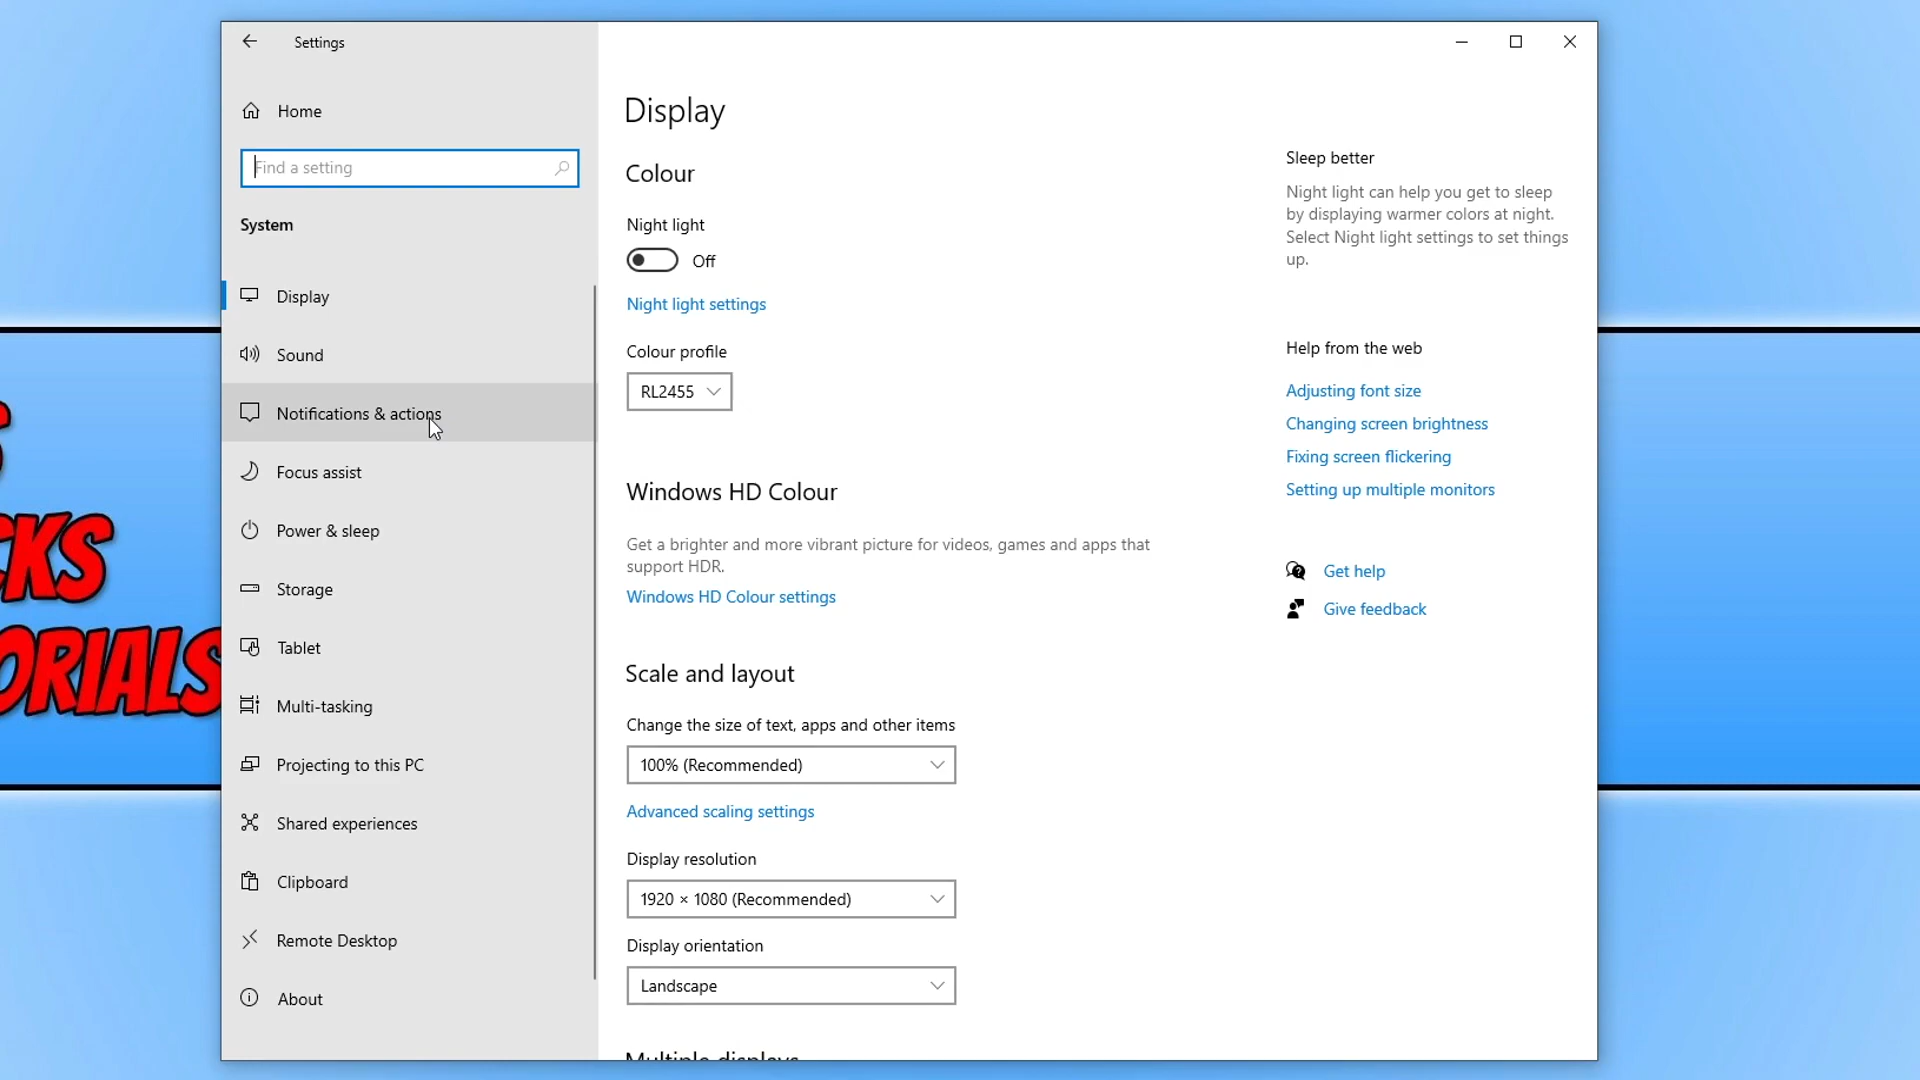 Settings
Home
Find a setting
System
Display
Sound
Notifications & actions
Focus assist
Power & sleep
Storage
Tablet
Multi-tasking
Projecting to this PC
Shared experiences
Clipboard
Remote Desktop
About
Display
Colour
Night light
Off
Night light settings
Colour profile
RL2455
Windows HD Colour
Get a brighter and more vibrant picture for videos, games and apps that
support HDR.
Windows HD Colour settings
Scale and layout
Change the size of text, apps and other items
100% (Recommended)
Advanced scaling settings
Display resolution
1920 × 1080 (Recommended)
Display orientation
Landscape
Multiple displays
Sleep better
Night light can help you get to sleep
by displaying warmer colors at night.
Select Night light settings to set things
up.
Help from the web
Adjusting font size
Changing screen brightness
Fixing screen flickering
Setting up multiple monitors
Get help
Give feedback
CKS
ORIALS